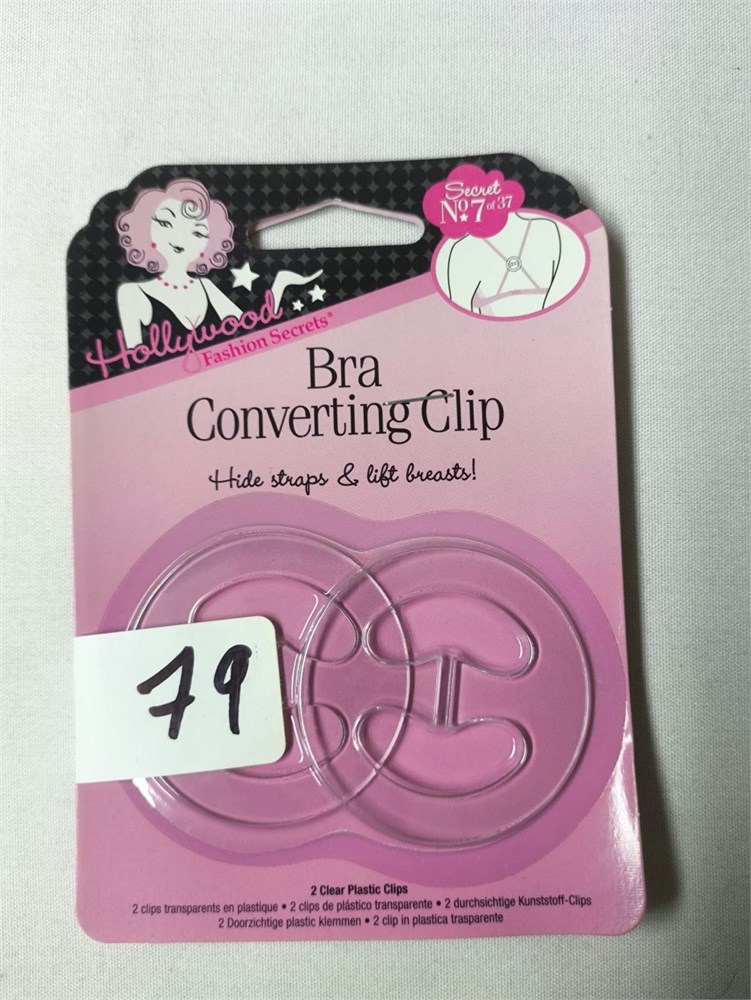 Secret
No. 7 of 37
Hollywood
Fashion Secrets®
Bra
Converting Clip
Hide straps & lift breasts!
79
2 Clear Plastic Clips
2 clips transparents en plastique • 2 clips de plástico transparente • 2 durchsichtige Kunststoff-Clips
2 Doorzichtige plastic klemmen • 2 clip in plastica trasparente